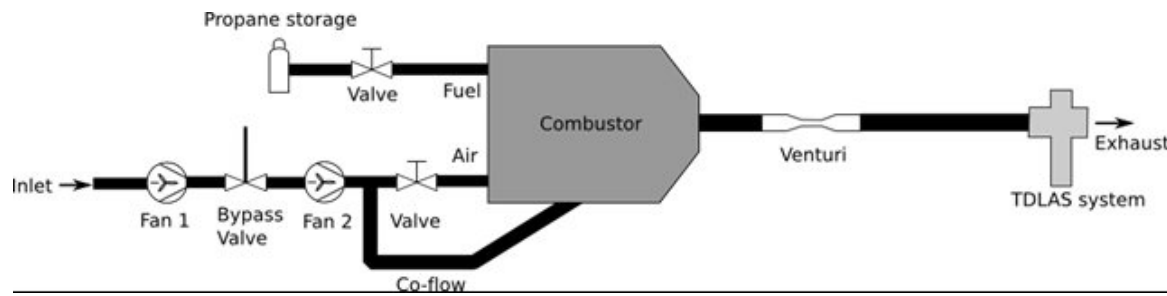 Propane storage
Valve
Fuel
Combustor
Venturi
Exhaust
TDLAS system
Air
Inlet
Fan 1
Bypass
Valve
Fan 2
Valve
Co-flow